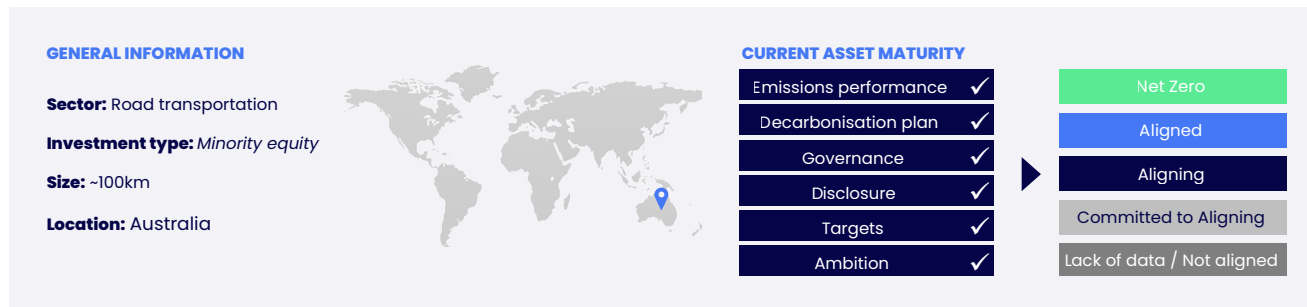 GENERAL INFORMATION
Sector: Road transportation
Investment type: Minority equity
Size: ~100km
Location: Australia
CURRENT ASSET MATURITY
Emissions performance ✓
Decarbonisation plan ✓
Governance ✓
Disclosure ✓
Targets ✓
Ambition ✓
Net Zero
Aligned
Aligning
Committed to Aligning
Lack of data / Not aligned